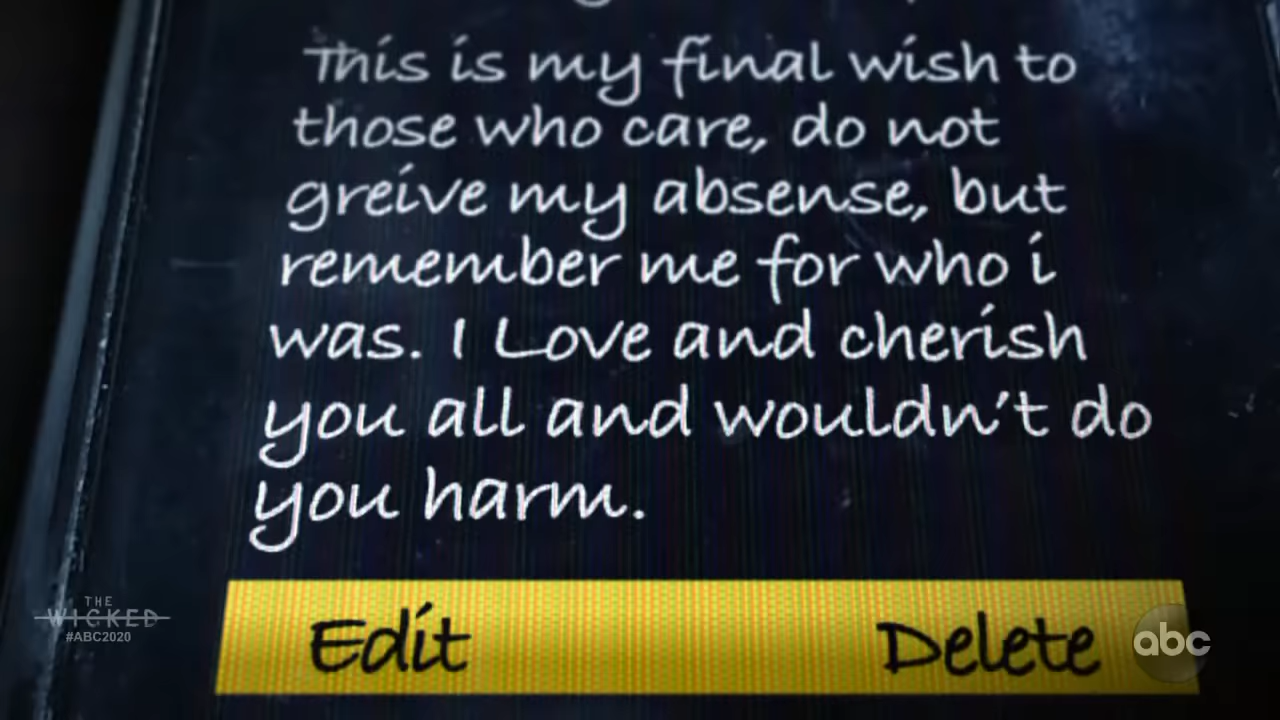 This is my final wish to
those who care, do not
greive my absense, but
remember me for who i
was. I Love and cherish
you all and wouldn't do
you harm.
Edit Delete
THE
WICKED
#ABC2020
abc